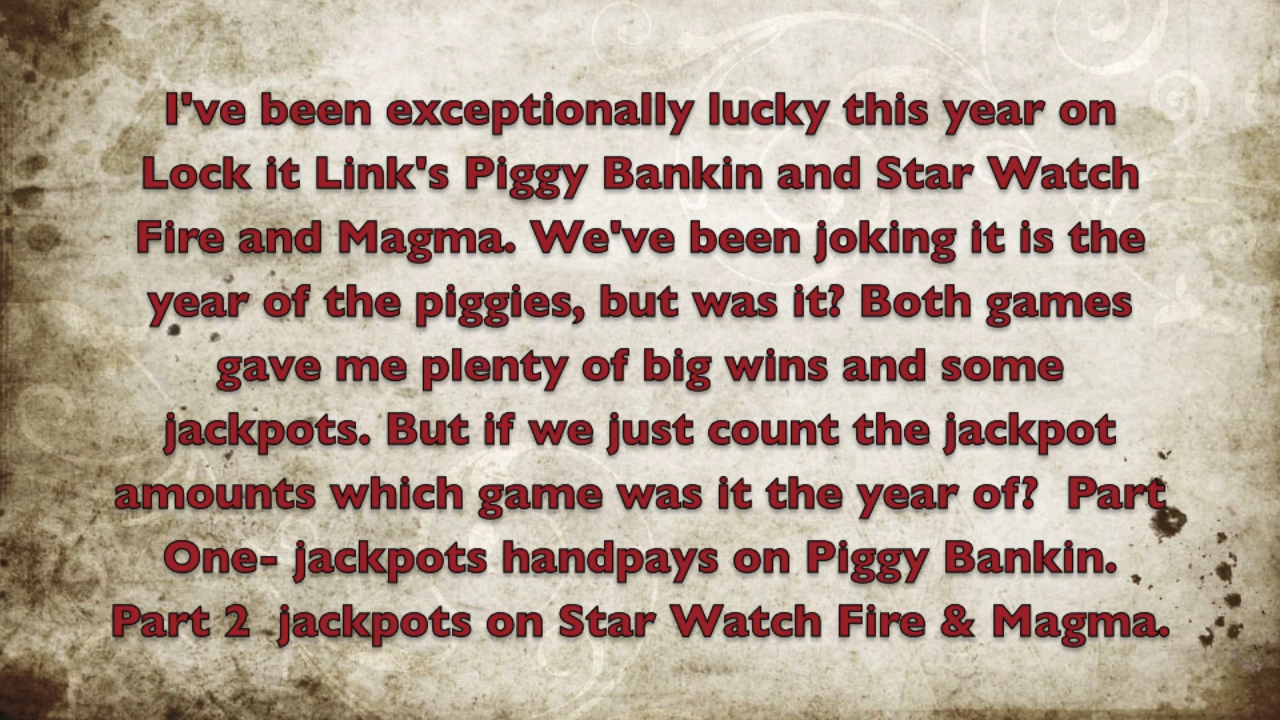 I've been exceptionally lucky this year on
Lock it Link's Piggy Bankin and Star Watch
Fire and Magma. We've been joking it is the
year of the piggies, but was it? Both games
gave me plenty of big wins and some
jackpots. But if we just count the jackpot
amounts which game was it the year of?  Part
One- jackpots handpays on Piggy Bankin.
Part 2  jackpots on Star Watch Fire & Magma.